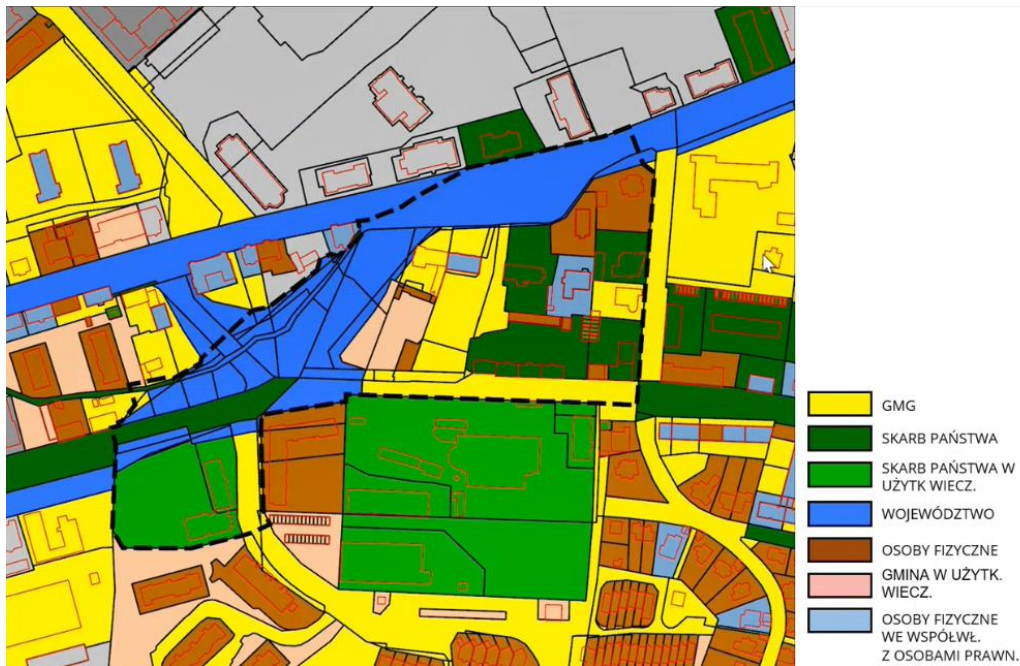 GMG
SKARB PAŃSTWA
SKARB PAŃSTWA W
UŻYTK WIECZ.
WOJEWÓDZTWO
OSOBY FIZYCZNE
GMINA W UŻYTK.
WIECZ.
OSOBY FIZYCZNE
WE WSPÓŁWŁ.
Z OSOBAMI PRAWN.